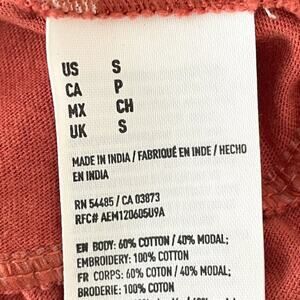 US S
CA P
MX CH
UK S
MADE IN INDIA / FABRIQUÉ EN INDE / HECHO
EN INDIA
RN 54485 / CA 03873
RFC# AEM120605U9A
EN BODY: 60% COTTON / 40% MODAL;
EMBROIDERY: 100% COTTON
FR CORPS: 60% COTON / 40% MODAL;
BRODERIE: 100% COTON